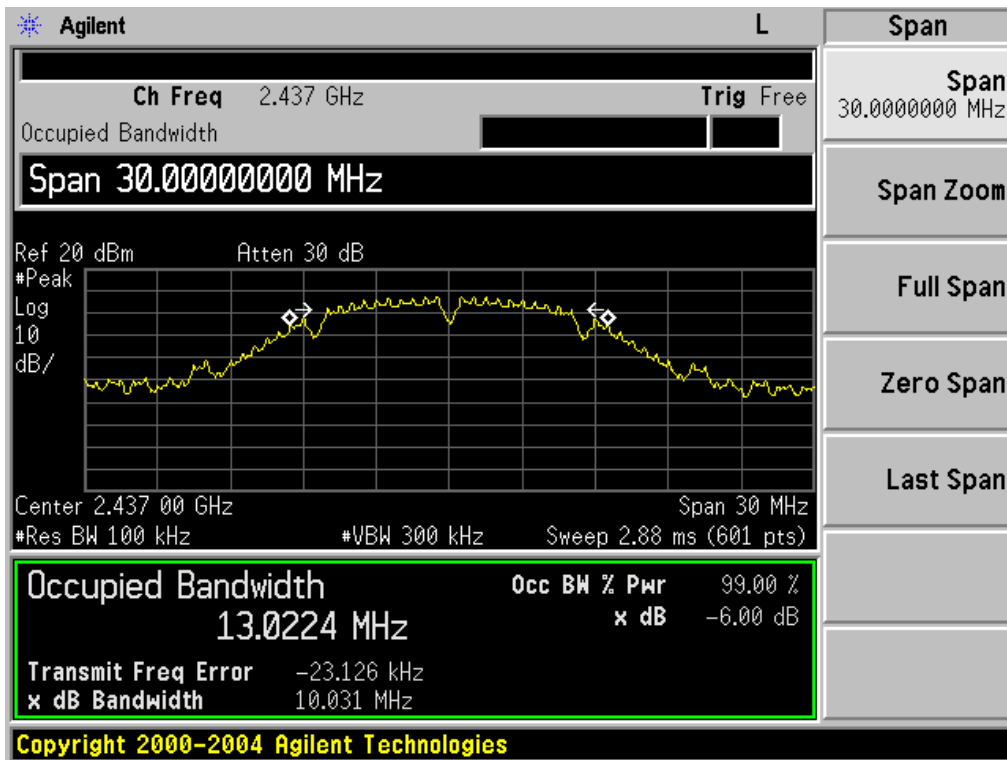 Agilent L
Ch Freq 2.437 GHz Trig Free
Occupied Bandwidth
Span 30.00000000 MHz
Ref 20 dBm Atten 30 dB
#Peak
Log
10
dB/
Center 2.437 00 GHz Span 30 MHz
#Res BW 100 kHz #VBW 300 kHz Sweep 2.88 ms (601 pts)
Occupied Bandwidth
13.0224 MHz
Occ BW % Pwr 99.00 %
x dB -6.00 dB
Transmit Freq Error -23.126 kHz
x dB Bandwidth 10.031 MHz
Copyright 2000-2004 Agilent Technologies
Span
Span
30.0000000 MHz
Span Zoom
Full Span
Zero Span
Last Span